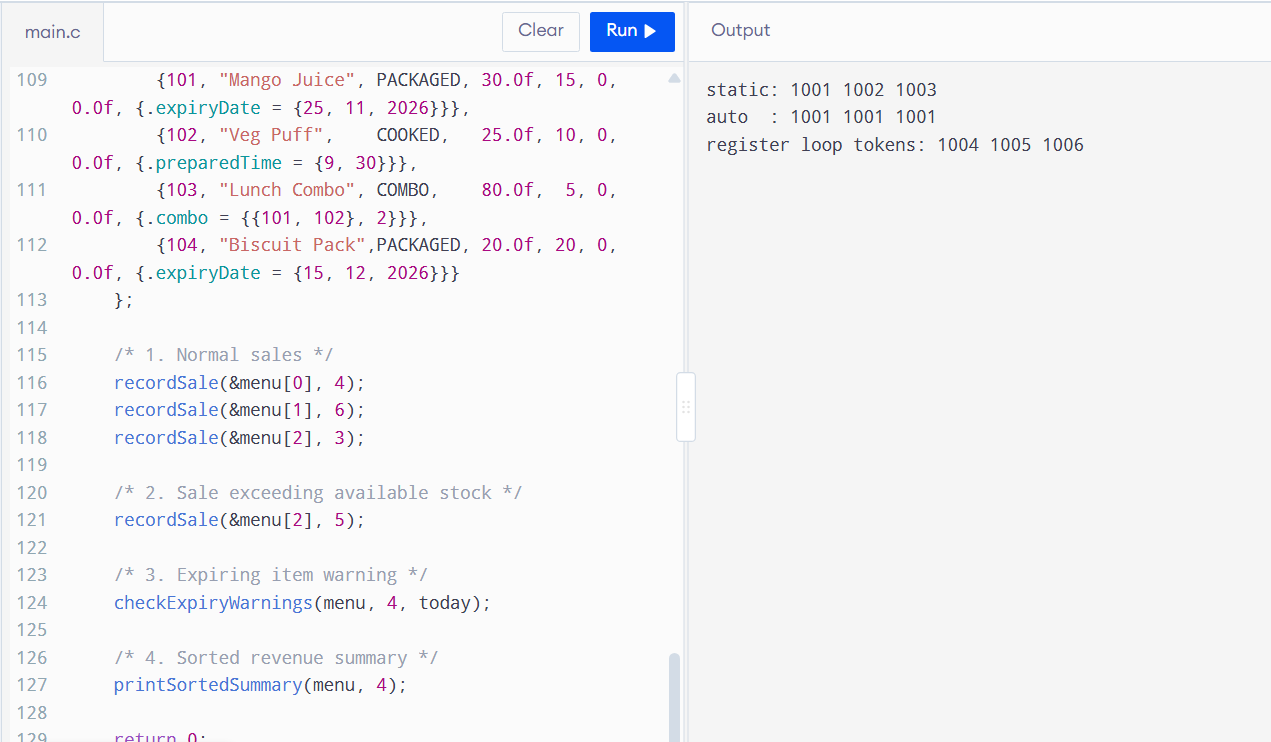 main.c
Clear
Run
Output
109 {101, "Mango Juice", PACKAGED, 30.0f, 15, 0,
0.0f, {.expiryDate = {25, 11, 2026}}},
110 {102, "Veg Puff", COOKED, 25.0f, 10, 0,
0.0f, {.preparedTime = {9, 30}}},
111 {103, "Lunch Combo", COMBO, 80.0f, 5, 0,
0.0f, {.combo = {{101, 102}, 2}}},
112 {104, "Biscuit Pack",PACKAGED, 20.0f, 20, 0,
0.0f, {.expiryDate = {15, 12, 2026}}}
113 };
114
115 /* 1. Normal sales */
116 recordSale(&menu[0], 4);
117 recordSale(&menu[1], 6);
118 recordSale(&menu[2], 3);
119
120 /* 2. Sale exceeding available stock */
121 recordSale(&menu[2], 5);
122
123 /* 3. Expiring item warning */
124 checkExpiryWarnings(menu, 4, today);
125
126 /* 4. Sorted revenue summary */
127 printSortedSummary(menu, 4);
128
129 return 0;
static: 1001 1002 1003
auto  : 1001 1001 1001
register loop tokens: 1004 1005 1006